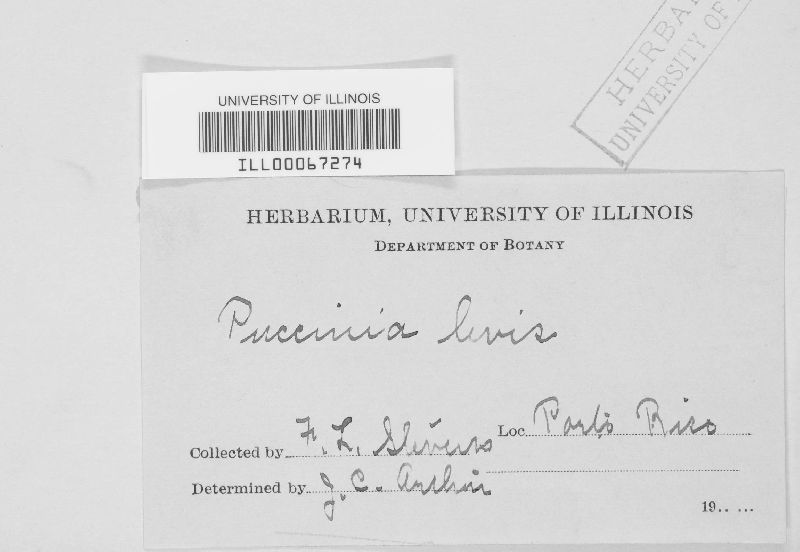 HERBAR
UNIVERSITY OF
UNIVERSITY OF ILLINOIS
ILL00067274
HERBARIUM, UNIVERSITY OF ILLINOIS
DEPARTMENT OF BOTANY
Puccinia levis
Collected by F. L. Stevens Loc. Porto Rico
Determined by J. C. Arthur
19.. ...